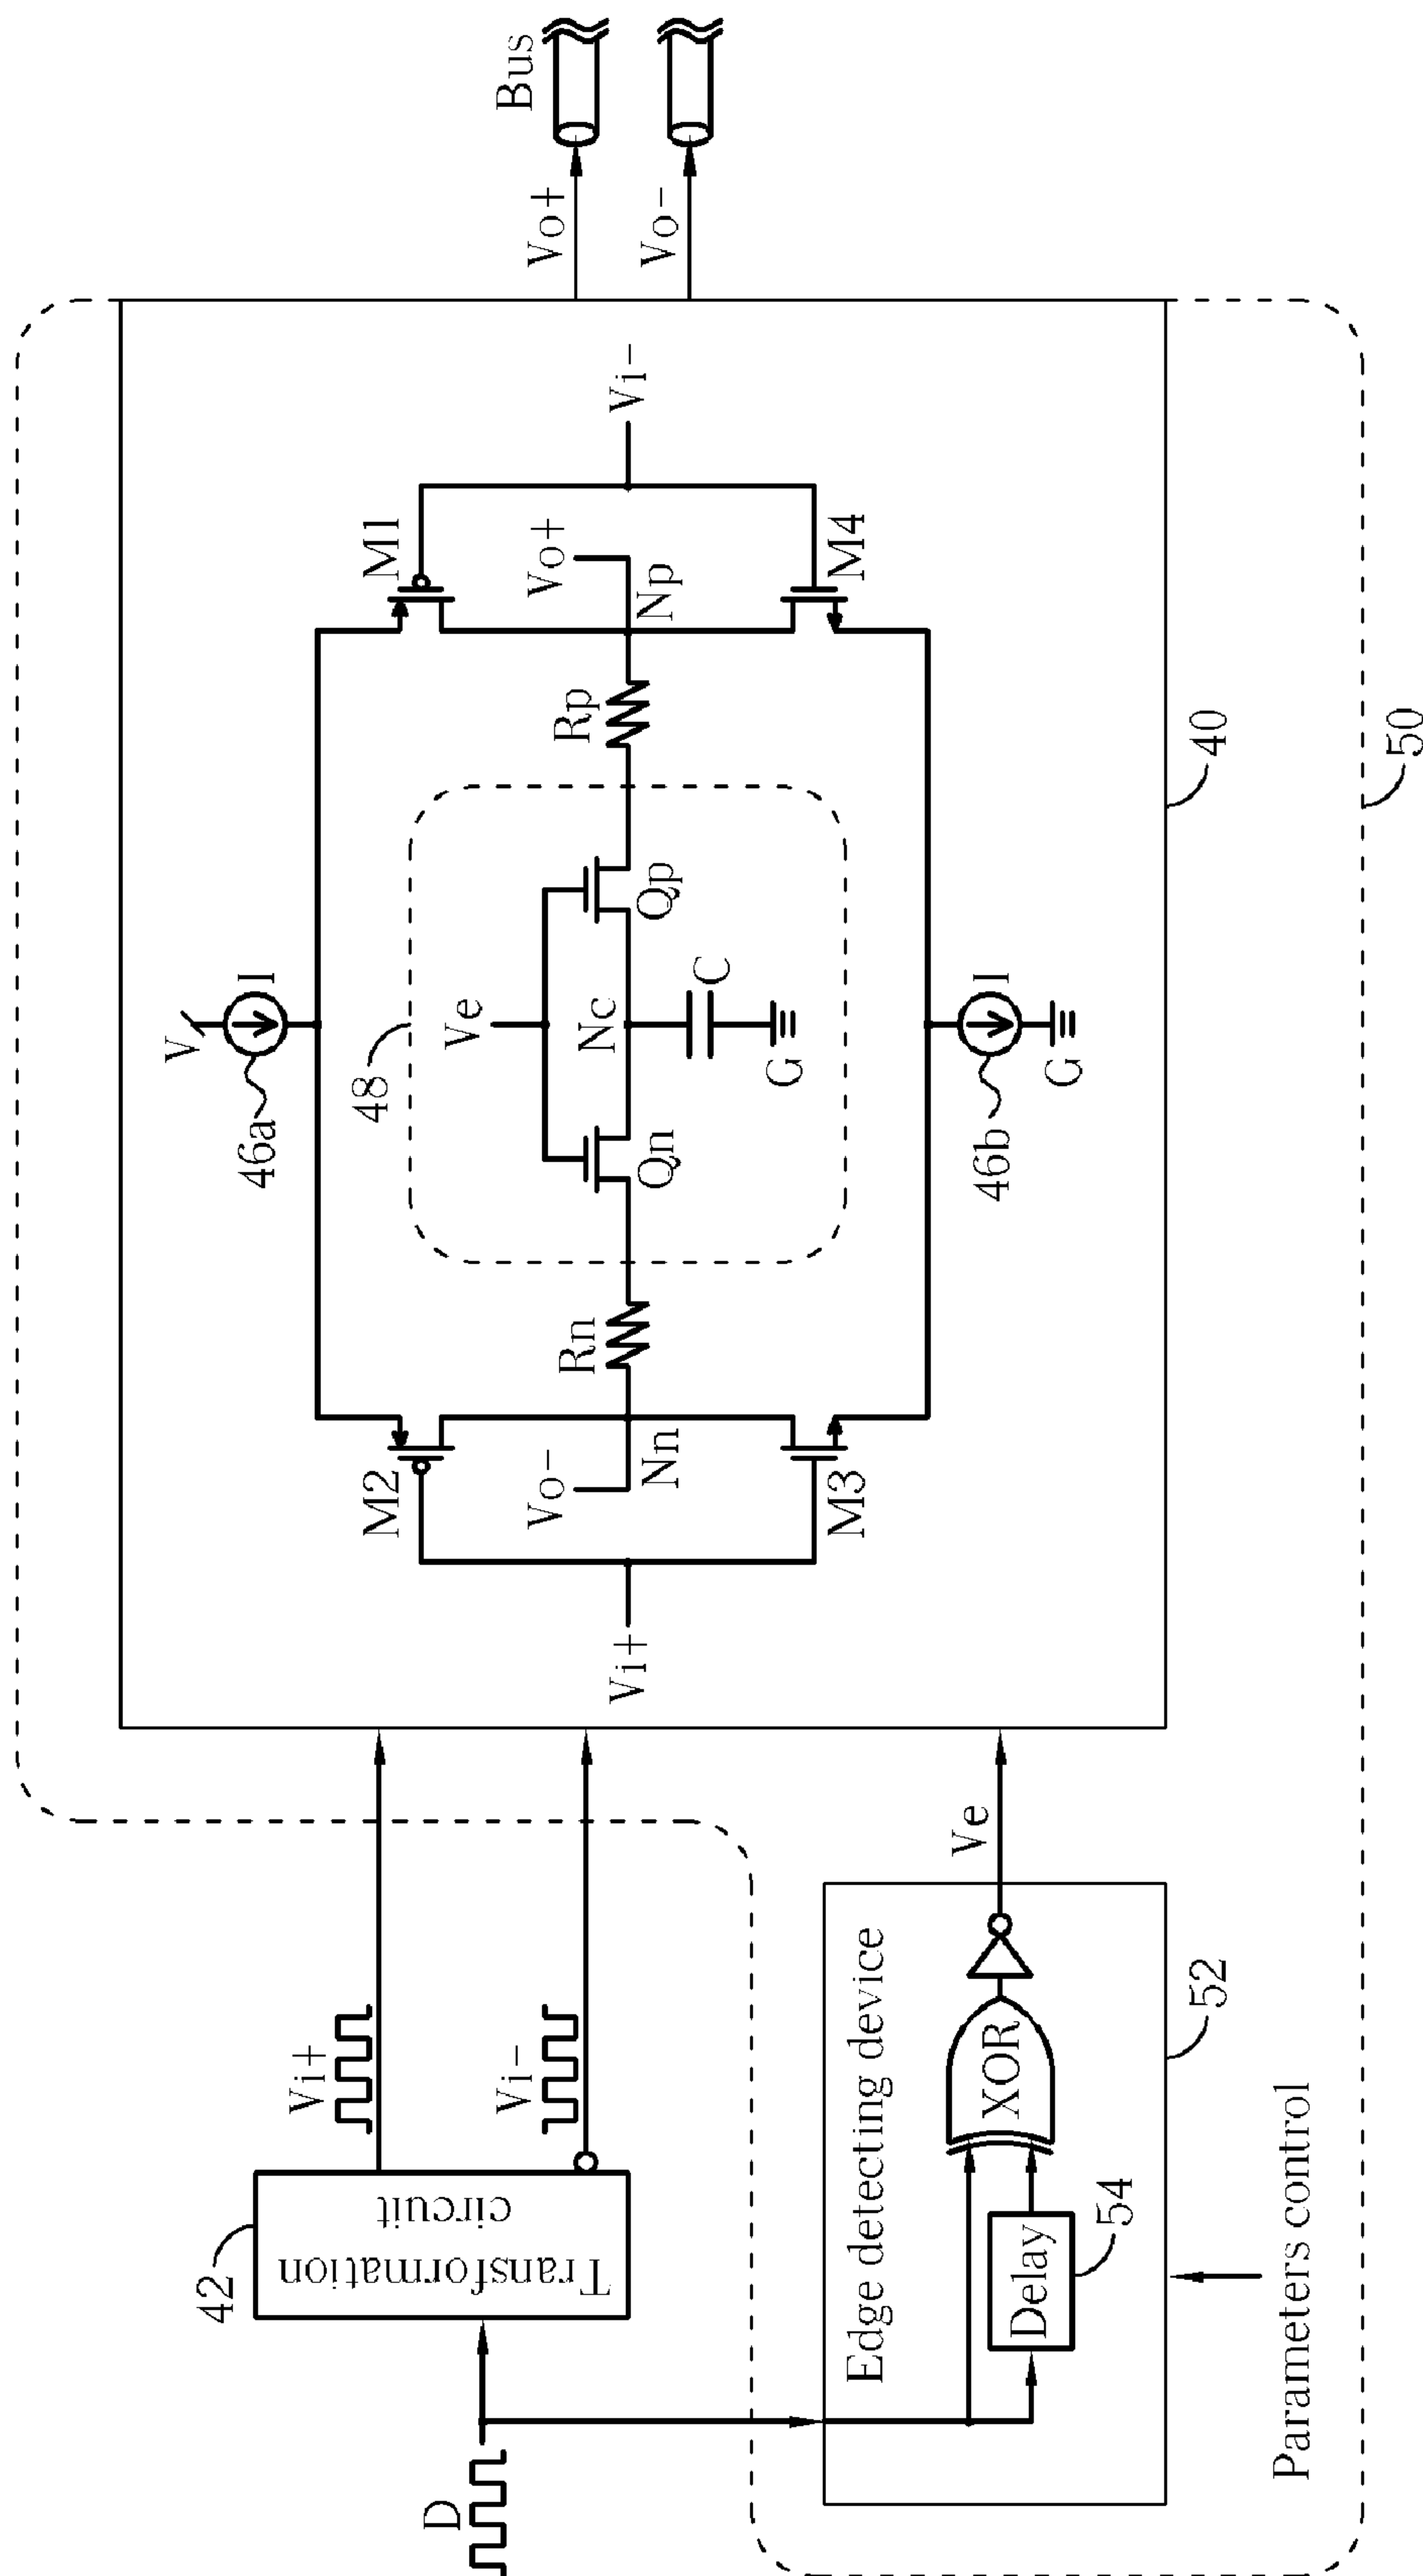 D
42
Transformation
circuit
Vi+
Vi-
Edge detecting device
Delay
54
XOR
52
Parameters control
Ve
V
46a
I
M2
M1
48
Ve
Vi+
Vo-
Nn
Rn
Qn
Nc
C
G
Qp
Rp
Np
Vo+
Vi-
M3
M4
46b
I
G
40
50
Vo+
Vo-
Bus